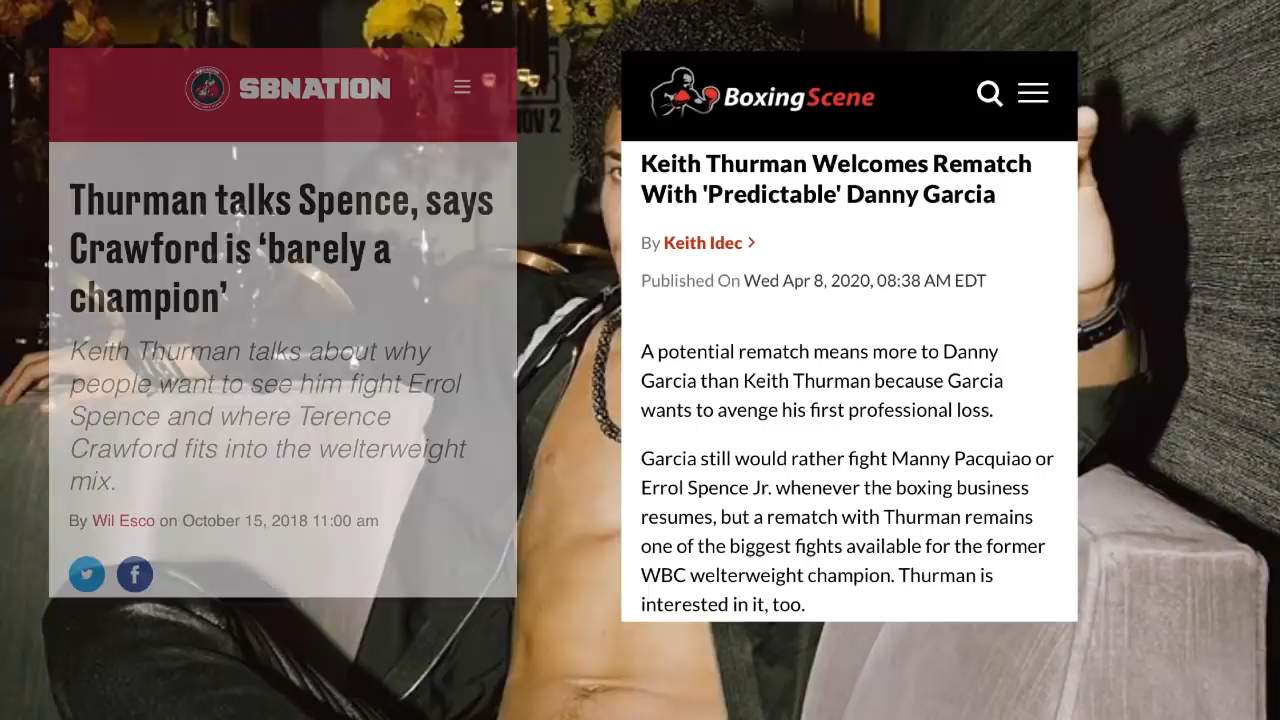 SBNATION
Thurman talks Spence, says
Crawford is ‘barely a
champion’
Keith Thurman talks about why
people want to see him fight Errol
Spence and where Terence
Crawford fits into the welterweight
mix.
By Wil Esco on October 15, 2018 11:00 am
NOV 2
BoxingScene
Keith Thurman Welcomes Rematch
With 'Predictable' Danny Garcia
By Keith Idec >
Published On Wed Apr 8, 2020, 08:38 AM EDT
A potential rematch means more to Danny
Garcia than Keith Thurman because Garcia
wants to avenge his first professional loss.
Garcia still would rather fight Manny Pacquiao or
Errol Spence Jr. whenever the boxing business
resumes, but a rematch with Thurman remains
one of the biggest fights available for the former
WBC welterweight champion. Thurman is
interested in it, too.